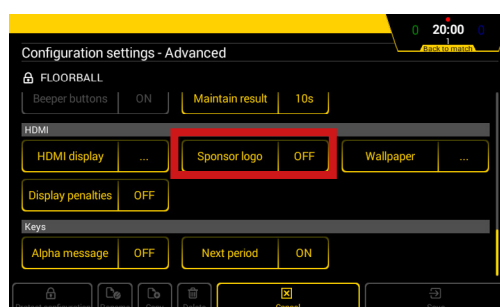 0 20:00 0
1
Back to match
Configuration settings - Advanced
FLOORBALL
Beeper buttons ON Maintain result 10s
HDMI
HDMI display ... Sponsor logo OFF Wallpaper ...
Display penalties OFF
Keys
Alpha message OFF Next period ON
Cancel